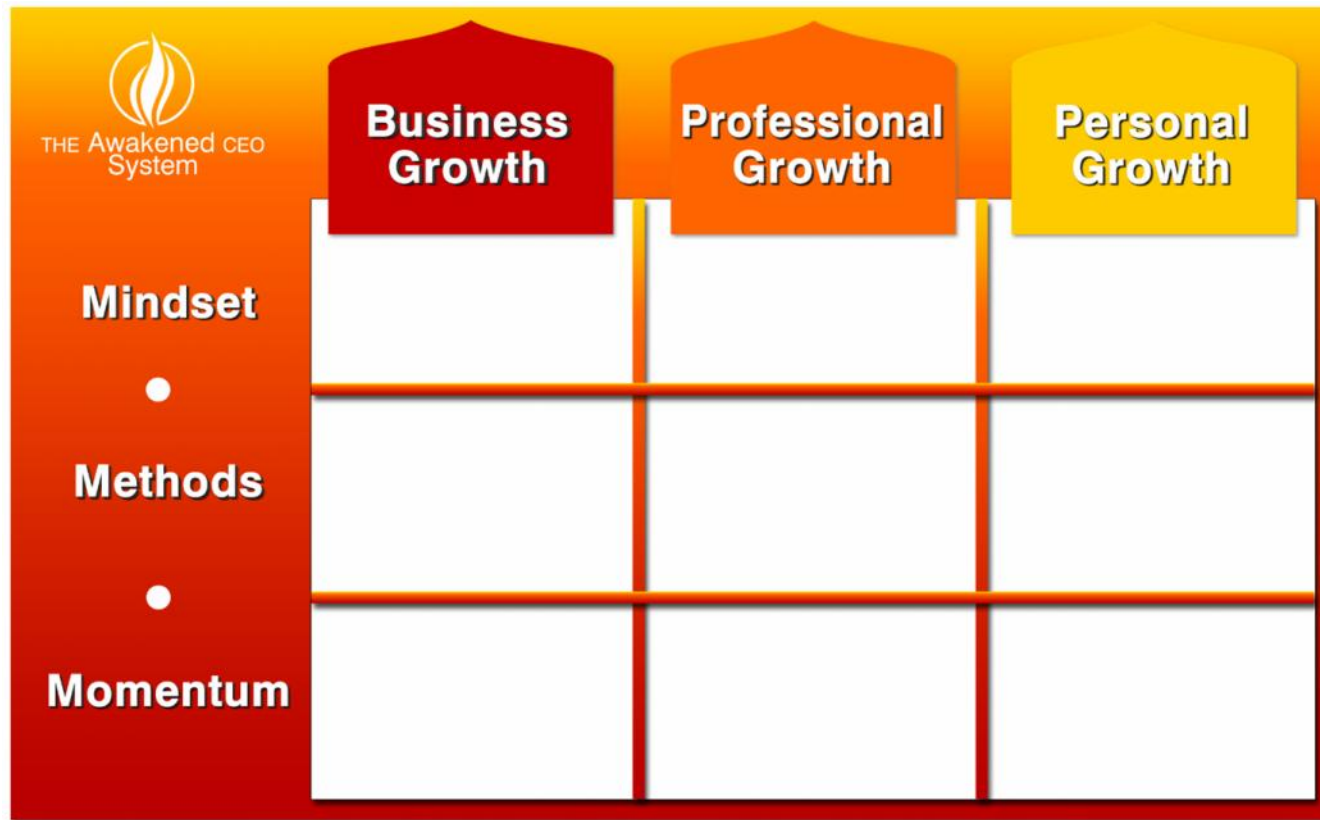 THE Awakened CEO
System
Business
Growth
Professional
Growth
Personal
Growth
Mindset
Methods
Momentum